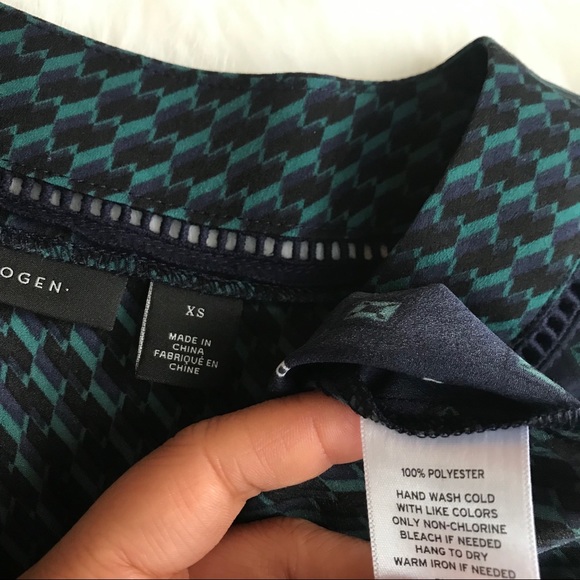 OGEN.
XS
MADE IN
CHINA
FABRIQUÉ EN
CHINE
100% POLYESTER
HAND WASH COLD
WITH LIKE COLORS
ONLY NON-CHLORINE
BLEACH IF NEEDED
HANG TO DRY
WARM IRON IF NEEDED